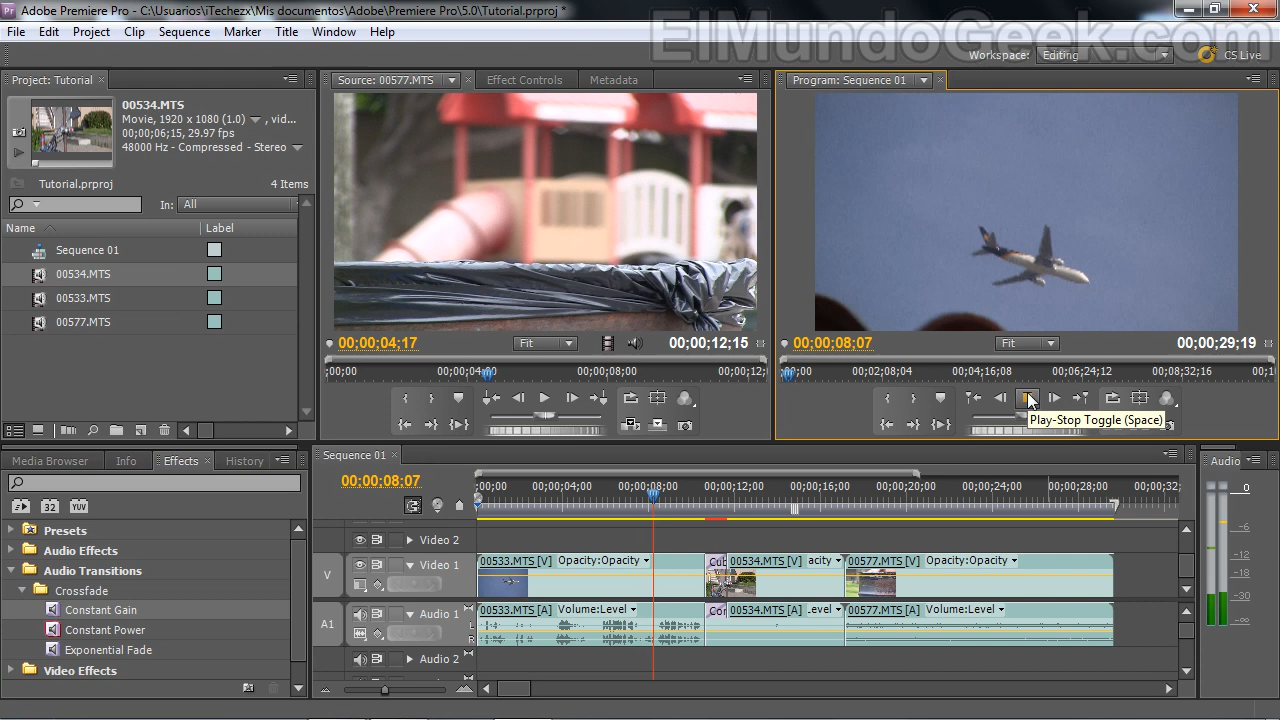 Adobe Premiere Pro - C:\Usuarios\iTechezx\Mis documentos\Adobe\Premiere Pro\5.0\Tutorial.prproj *
ElMundoGeek.com
File Edit Project Clip Sequence Marker Title Window Help
Workspace: Editing CS Live
Project: Tutorial
00534.MTS
Movie, 1920 x 1080 (1.0) , vid...
00;00;06;15, 29.97 fps
48000 Hz - Compressed - Stereo
Tutorial.prproj 4 Items
In: All
Name Label
Sequence 01
00534.MTS
00533.MTS
00577.MTS
Source: 00577.MTS Effect Controls Metadata
00;00;04;17 Fit 00;00;12;15
;00;00 00;00;04;00 00;00;08;00 00;00;12;
Program: Sequence 01
00;00;08;07 Fit 00;00;29;19
;00;00 00;02;08;04 00;04;16;08 00;06;24;12 00;08;32;16 00;10
Play-Stop Toggle (Space)
Media Browser Info Effects History
32 YUV
Presets
Audio Effects
Audio Transitions
Crossfade
Constant Gain
Constant Power
Exponential Fade
Video Effects
Sequence 01
00;00;08;07
;00;00 00;00;04;00 00;00;08;00 00;00;12;00 00;00;16;00 00;00;20;00 00;00;24;00 00;00;28;00 00;00;32;
Video 2
V Video 1
00533.MTS [V] Opacity:Opacity Cub 00534.MTS [V] acity 00577.MTS [V] Opacity:Opacity
A1 Audio 1 L R
00533.MTS [A] Volume:Level Con 00534.MTS [A] .evel 00577.MTS [A] Volume:Level
Audio 2
Audio
0
-6
-12
-18
-30
-∞